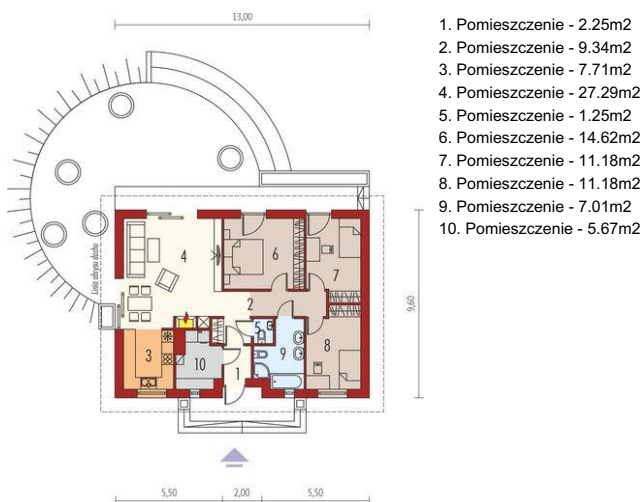 13,00
1. Pomieszczenie - 2.25m2
2. Pomieszczenie - 9.34m2
3. Pomieszczenie - 7.71m2
4. Pomieszczenie - 27.29m2
5. Pomieszczenie - 1.25m2
6. Pomieszczenie - 14.62m2
7. Pomieszczenie - 11.18m2
8. Pomieszczenie - 11.18m2
9. Pomieszczenie - 7.01m2
10. Pomieszczenie - 5.67m2
Linia obrysu dachu
4
6
7
2
9,60
5
3
10
1
9
8
5,50
2,00
5,50